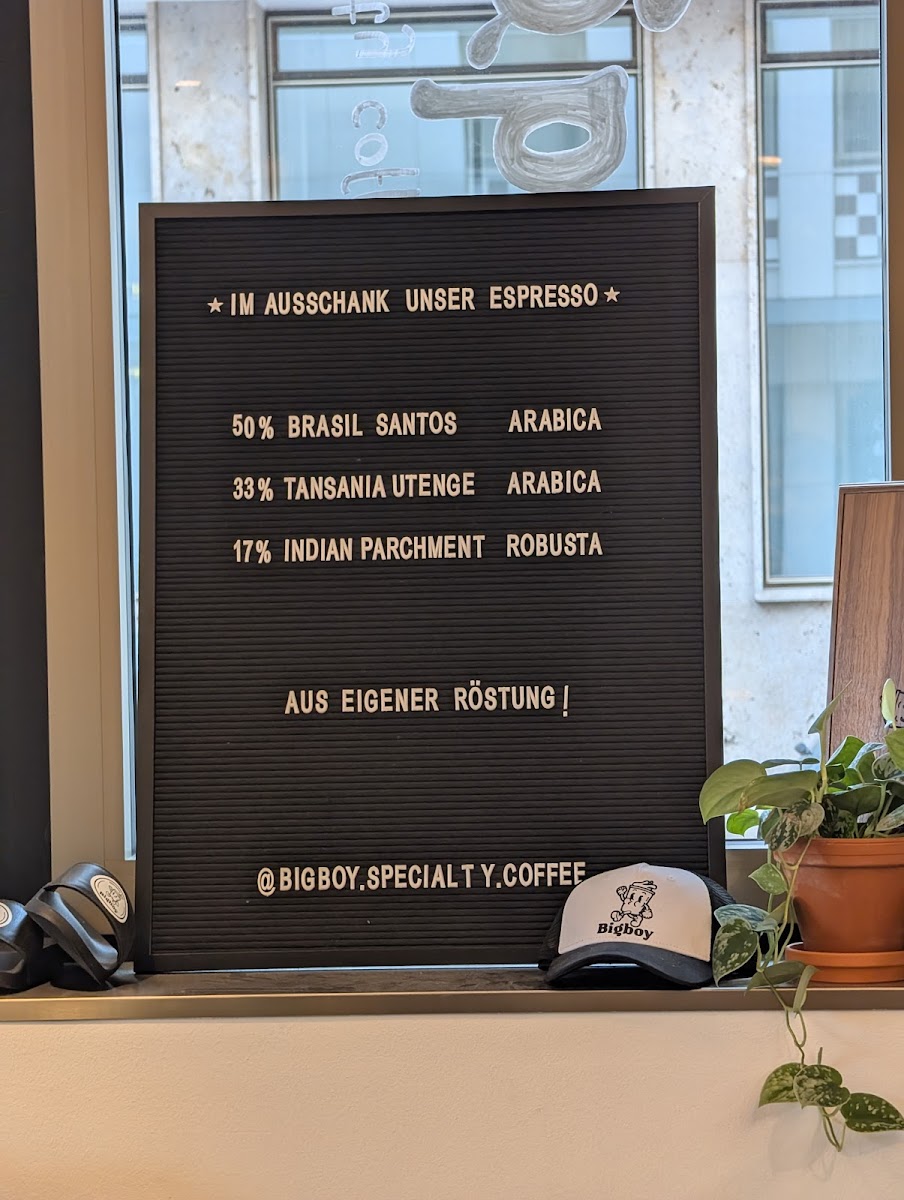 ★ IM AUSSCHANK UNSER ESPRESSO ★
50% BRASIL SANTOS ARABICA
33% TANSANIA UTENGE ARABICA
17% INDIAN PARCHMENT ROBUSTA
AUS EIGENER RÖSTUNG!
@BIGBOY.SPECIALTY.COFFEE
Bigboy